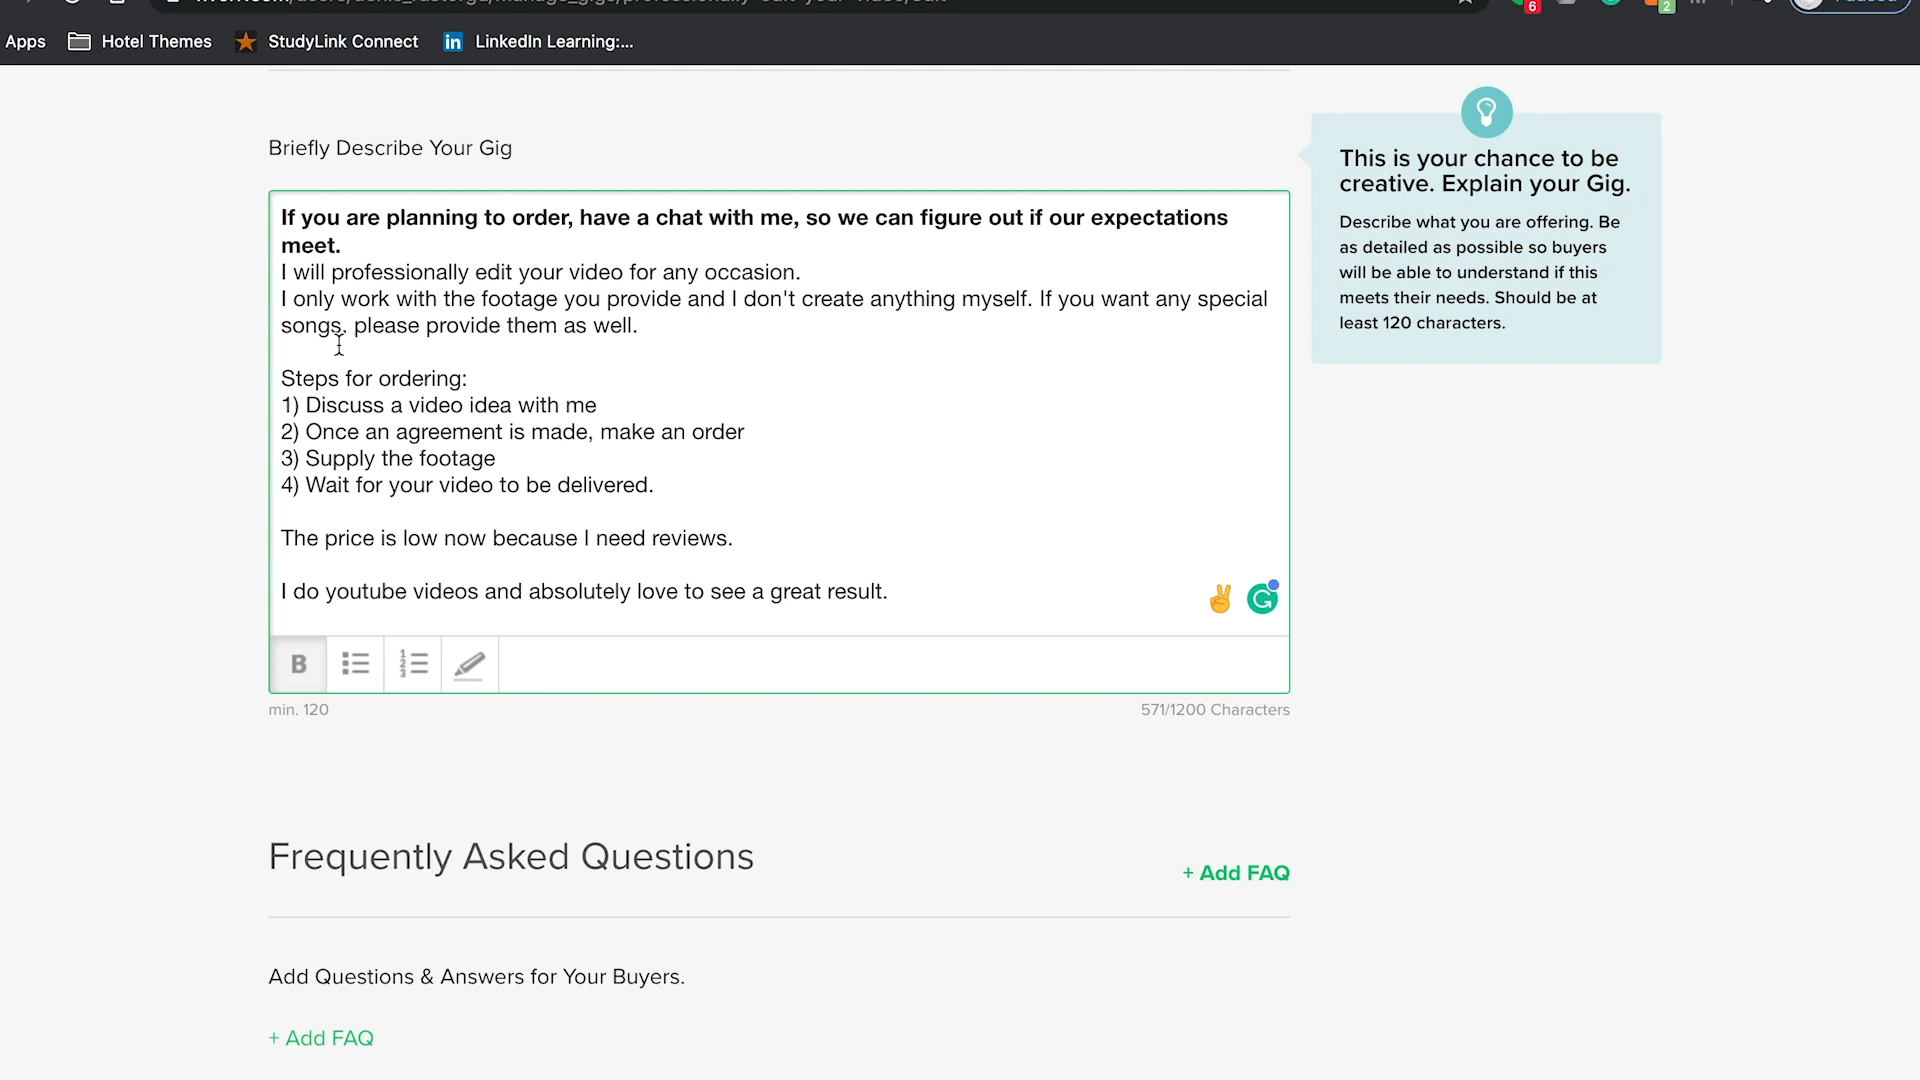 6
2
Apps
Hotel Themes
StudyLink Connect
in LinkedIn Learning:...
Briefly Describe Your Gig
If you are planning to order, have a chat with me, so we can figure out if our expectations
meet.
I will professionally edit your video for any occasion.
I only work with the footage you provide and I don't create anything myself. If you want any special
songs, please provide them as well.
Steps for ordering:
1) Discuss a video idea with me
2) Once an agreement is made, make an order
3) Supply the footage
4) Wait for your video to be delivered.
The price is low now because I need reviews.
I do youtube videos and absolutely love to see a great result.
B
min. 120
571/1200 Characters
This is your chance to be
creative. Explain your Gig.
Describe what you are offering. Be
as detailed as possible so buyers
will be able to understand if this
meets their needs. Should be at
least 120 characters.
Frequently Asked Questions
+ Add FAQ
Add Questions & Answers for Your Buyers.
+ Add FAQ